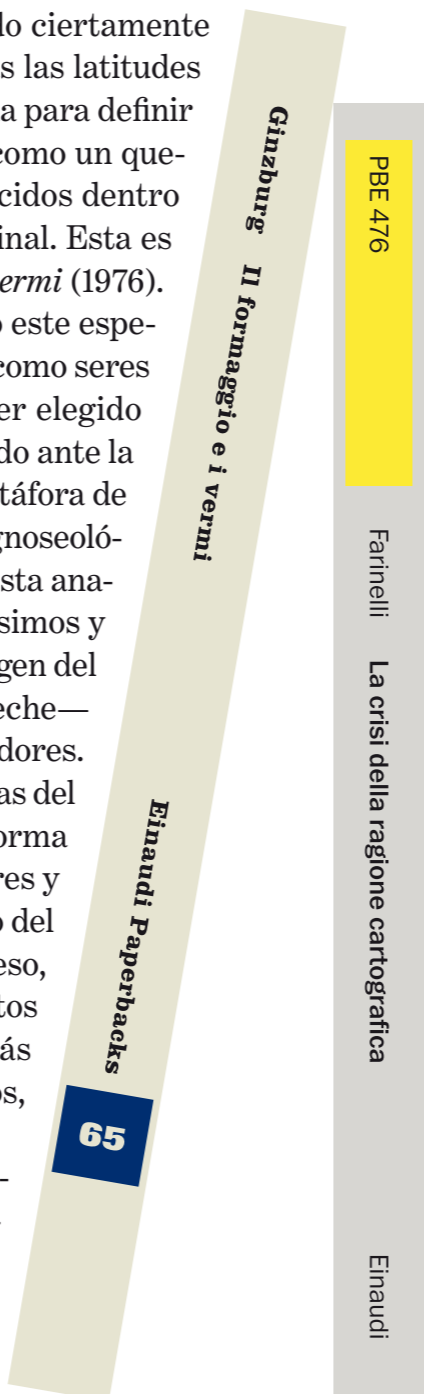 do ciertamente
s las latitudes
a para definir
como un que-
cidos dentro
inal. Esta es
ermi (1976).
o este espe-
como seres
er elegido
do ante la
táfora de
gnoseoló-
sta ana-
simos y
gen del
eche—
dores.
as del
orma
res y
o del
eso,
tos
ás
os,
-
Ginzburg Il formaggio e i vermi
Einaudi Paperbacks
65
PBE 476
Farinelli La crisi della ragione cartografica
Einaudi